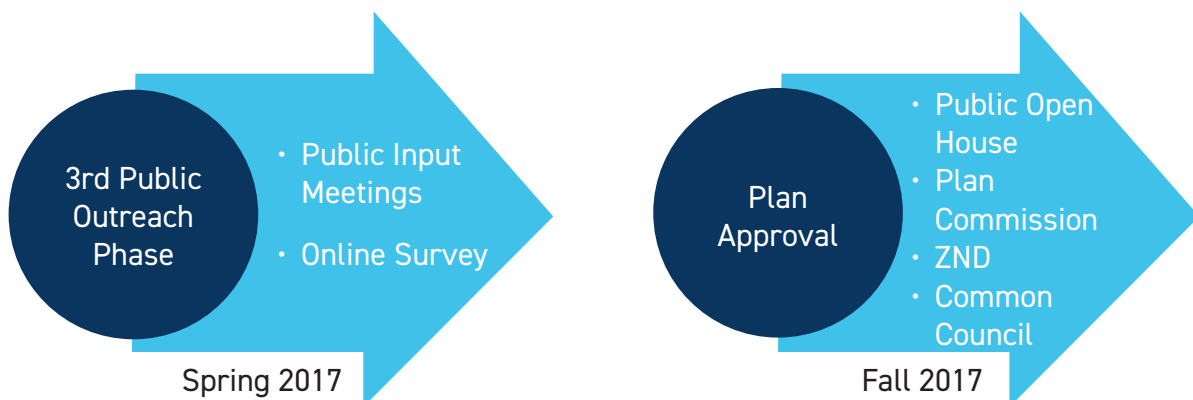 3rd Public
Outreach
Phase
· Public Input
Meetings
· Online Survey
Spring 2017
Plan
Approval
· Public Open
House
· Plan
Commission
· ZND
· Common
Council
Fall 2017